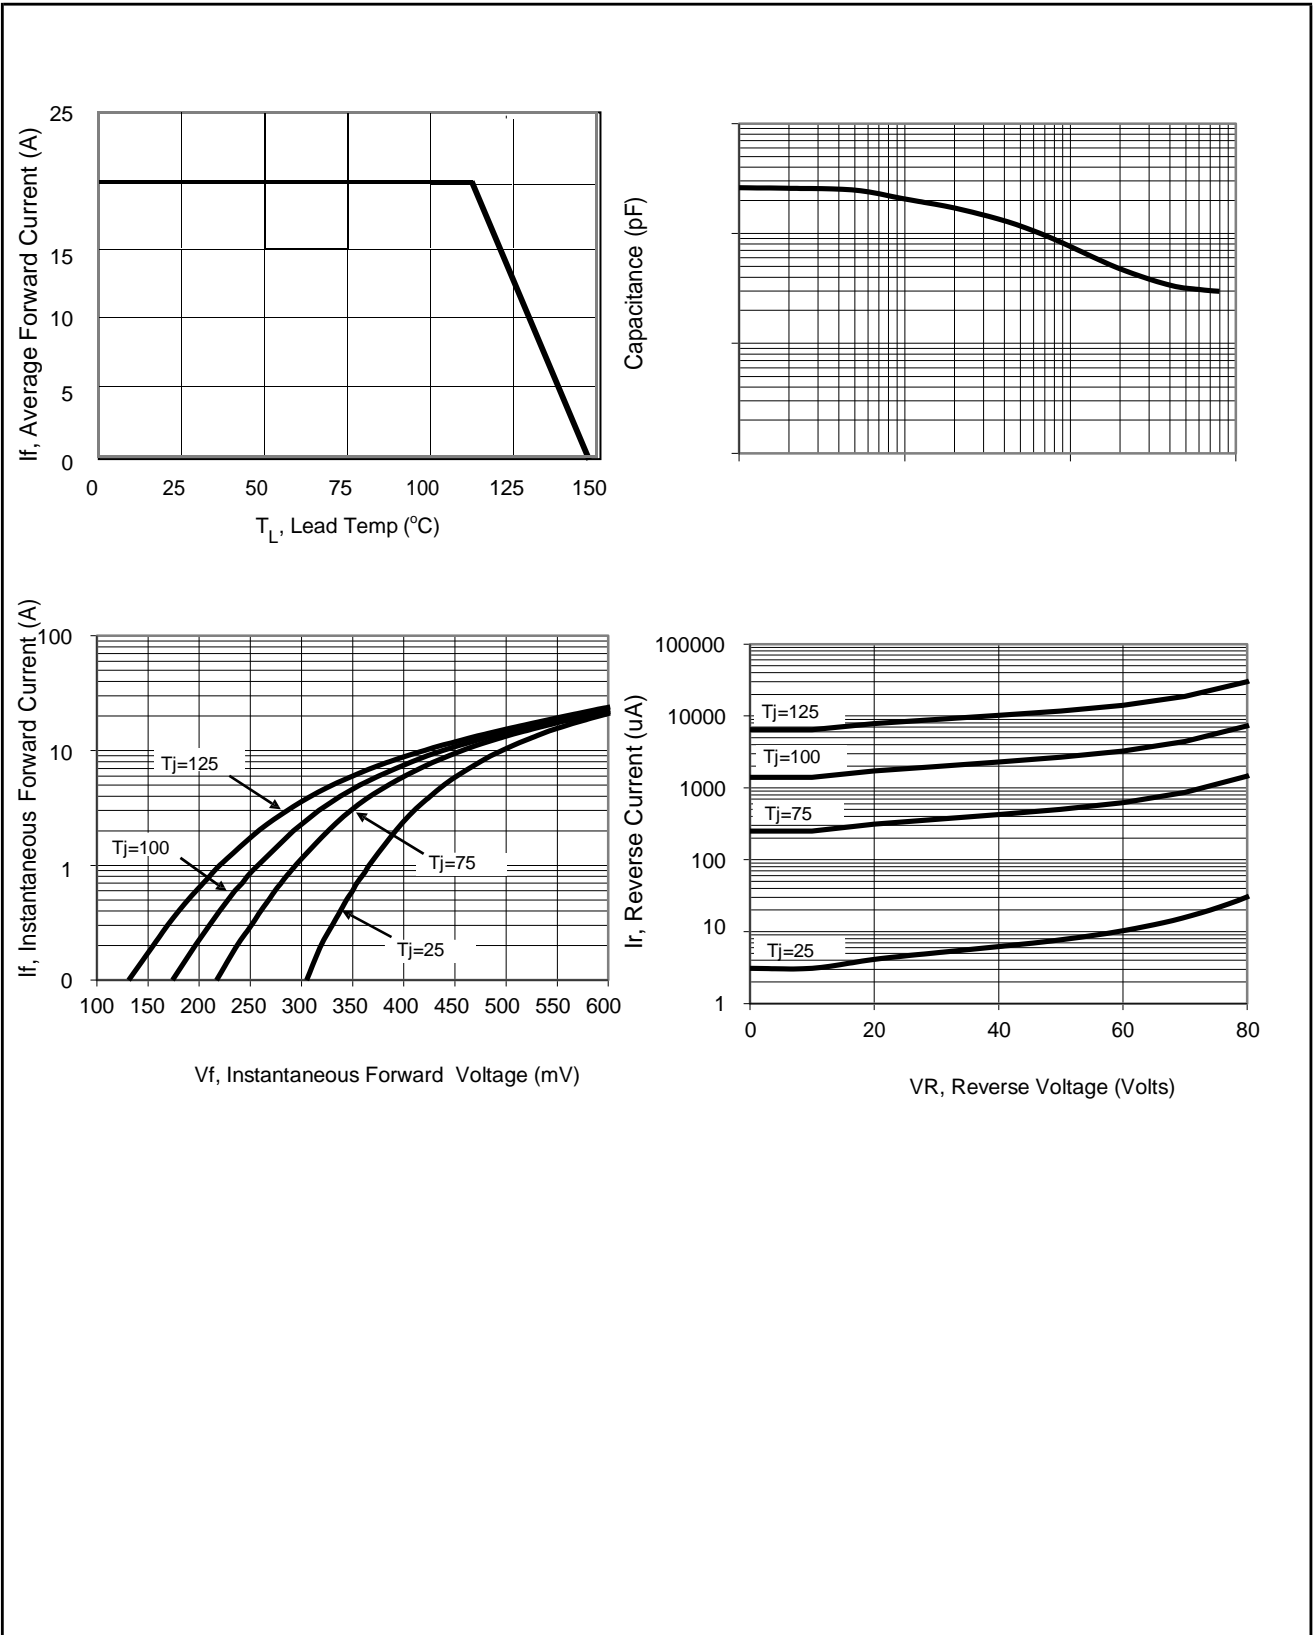 25
15
10
5
0
If, Average Forward Current (A)
0 25 50 75 100 125 150
TL, Lead Temp (oC)
Capacitance (pF)
100
10
1
0
If, Instantaneous Forward Current (A)
Tj=125
Tj=100
Tj=75
Tj=25
100 150 200 250 300 350 400 450 500 550 600
Vf, Instantaneous Forward Voltage (mV)
100000
10000
1000
100
10
1
Ir, Reverse Current (uA)
Tj=125
Tj=100
Tj=75
Tj=25
0 20 40 60 80
VR, Reverse Voltage (Volts)